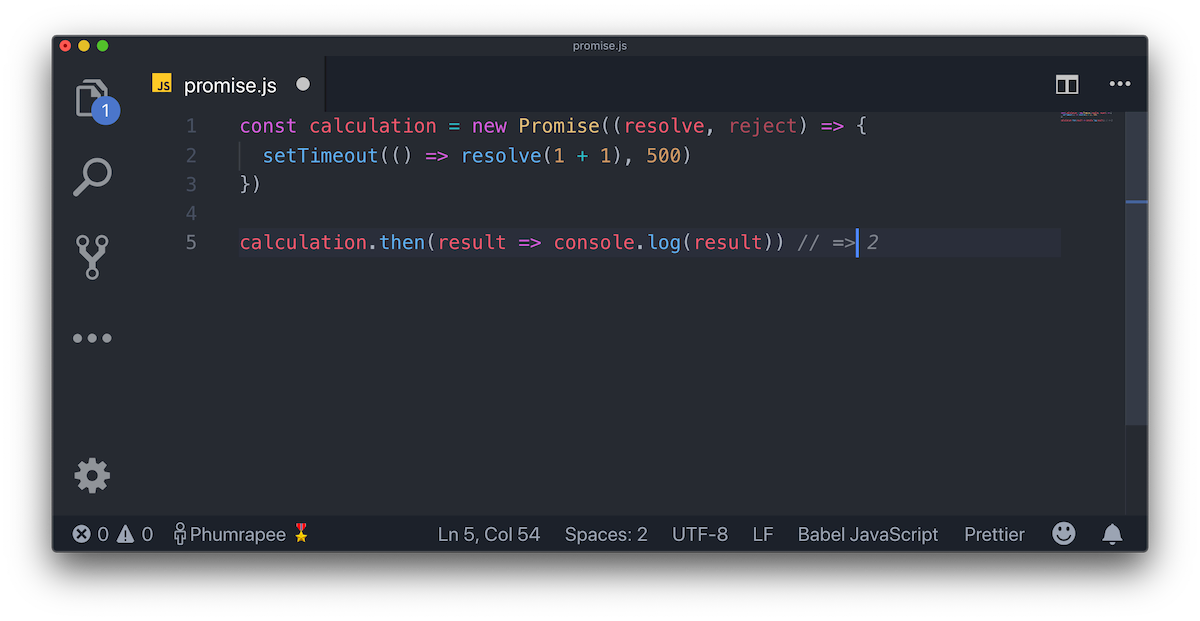 promise.js
JS promise.js
1
1 const calculation = new Promise((resolve, reject) => {
2 setTimeout(() => resolve(1 + 1), 500)
3 })
4
5 calculation.then(result => console.log(result)) // => 2
0 0 Phumrapee Ln 5, Col 54 Spaces: 2 UTF-8 LF Babel JavaScript Prettier